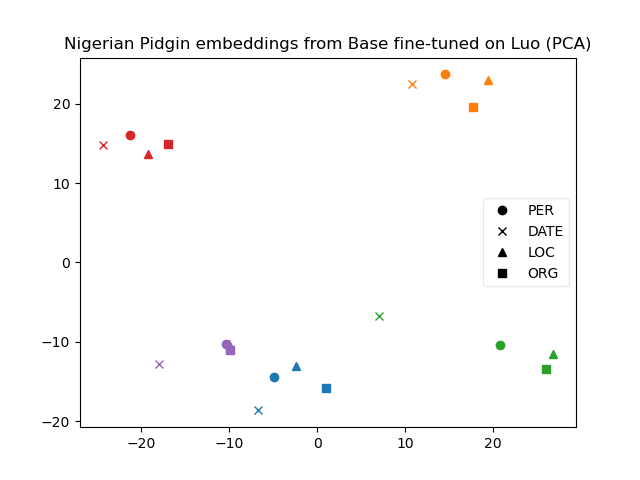 Nigerian Pidgin embeddings from Base fine-tuned on Luo (PCA)
20
10
0
−10
−20
PER
DATE
LOC
ORG
−20 −10 0 10 20